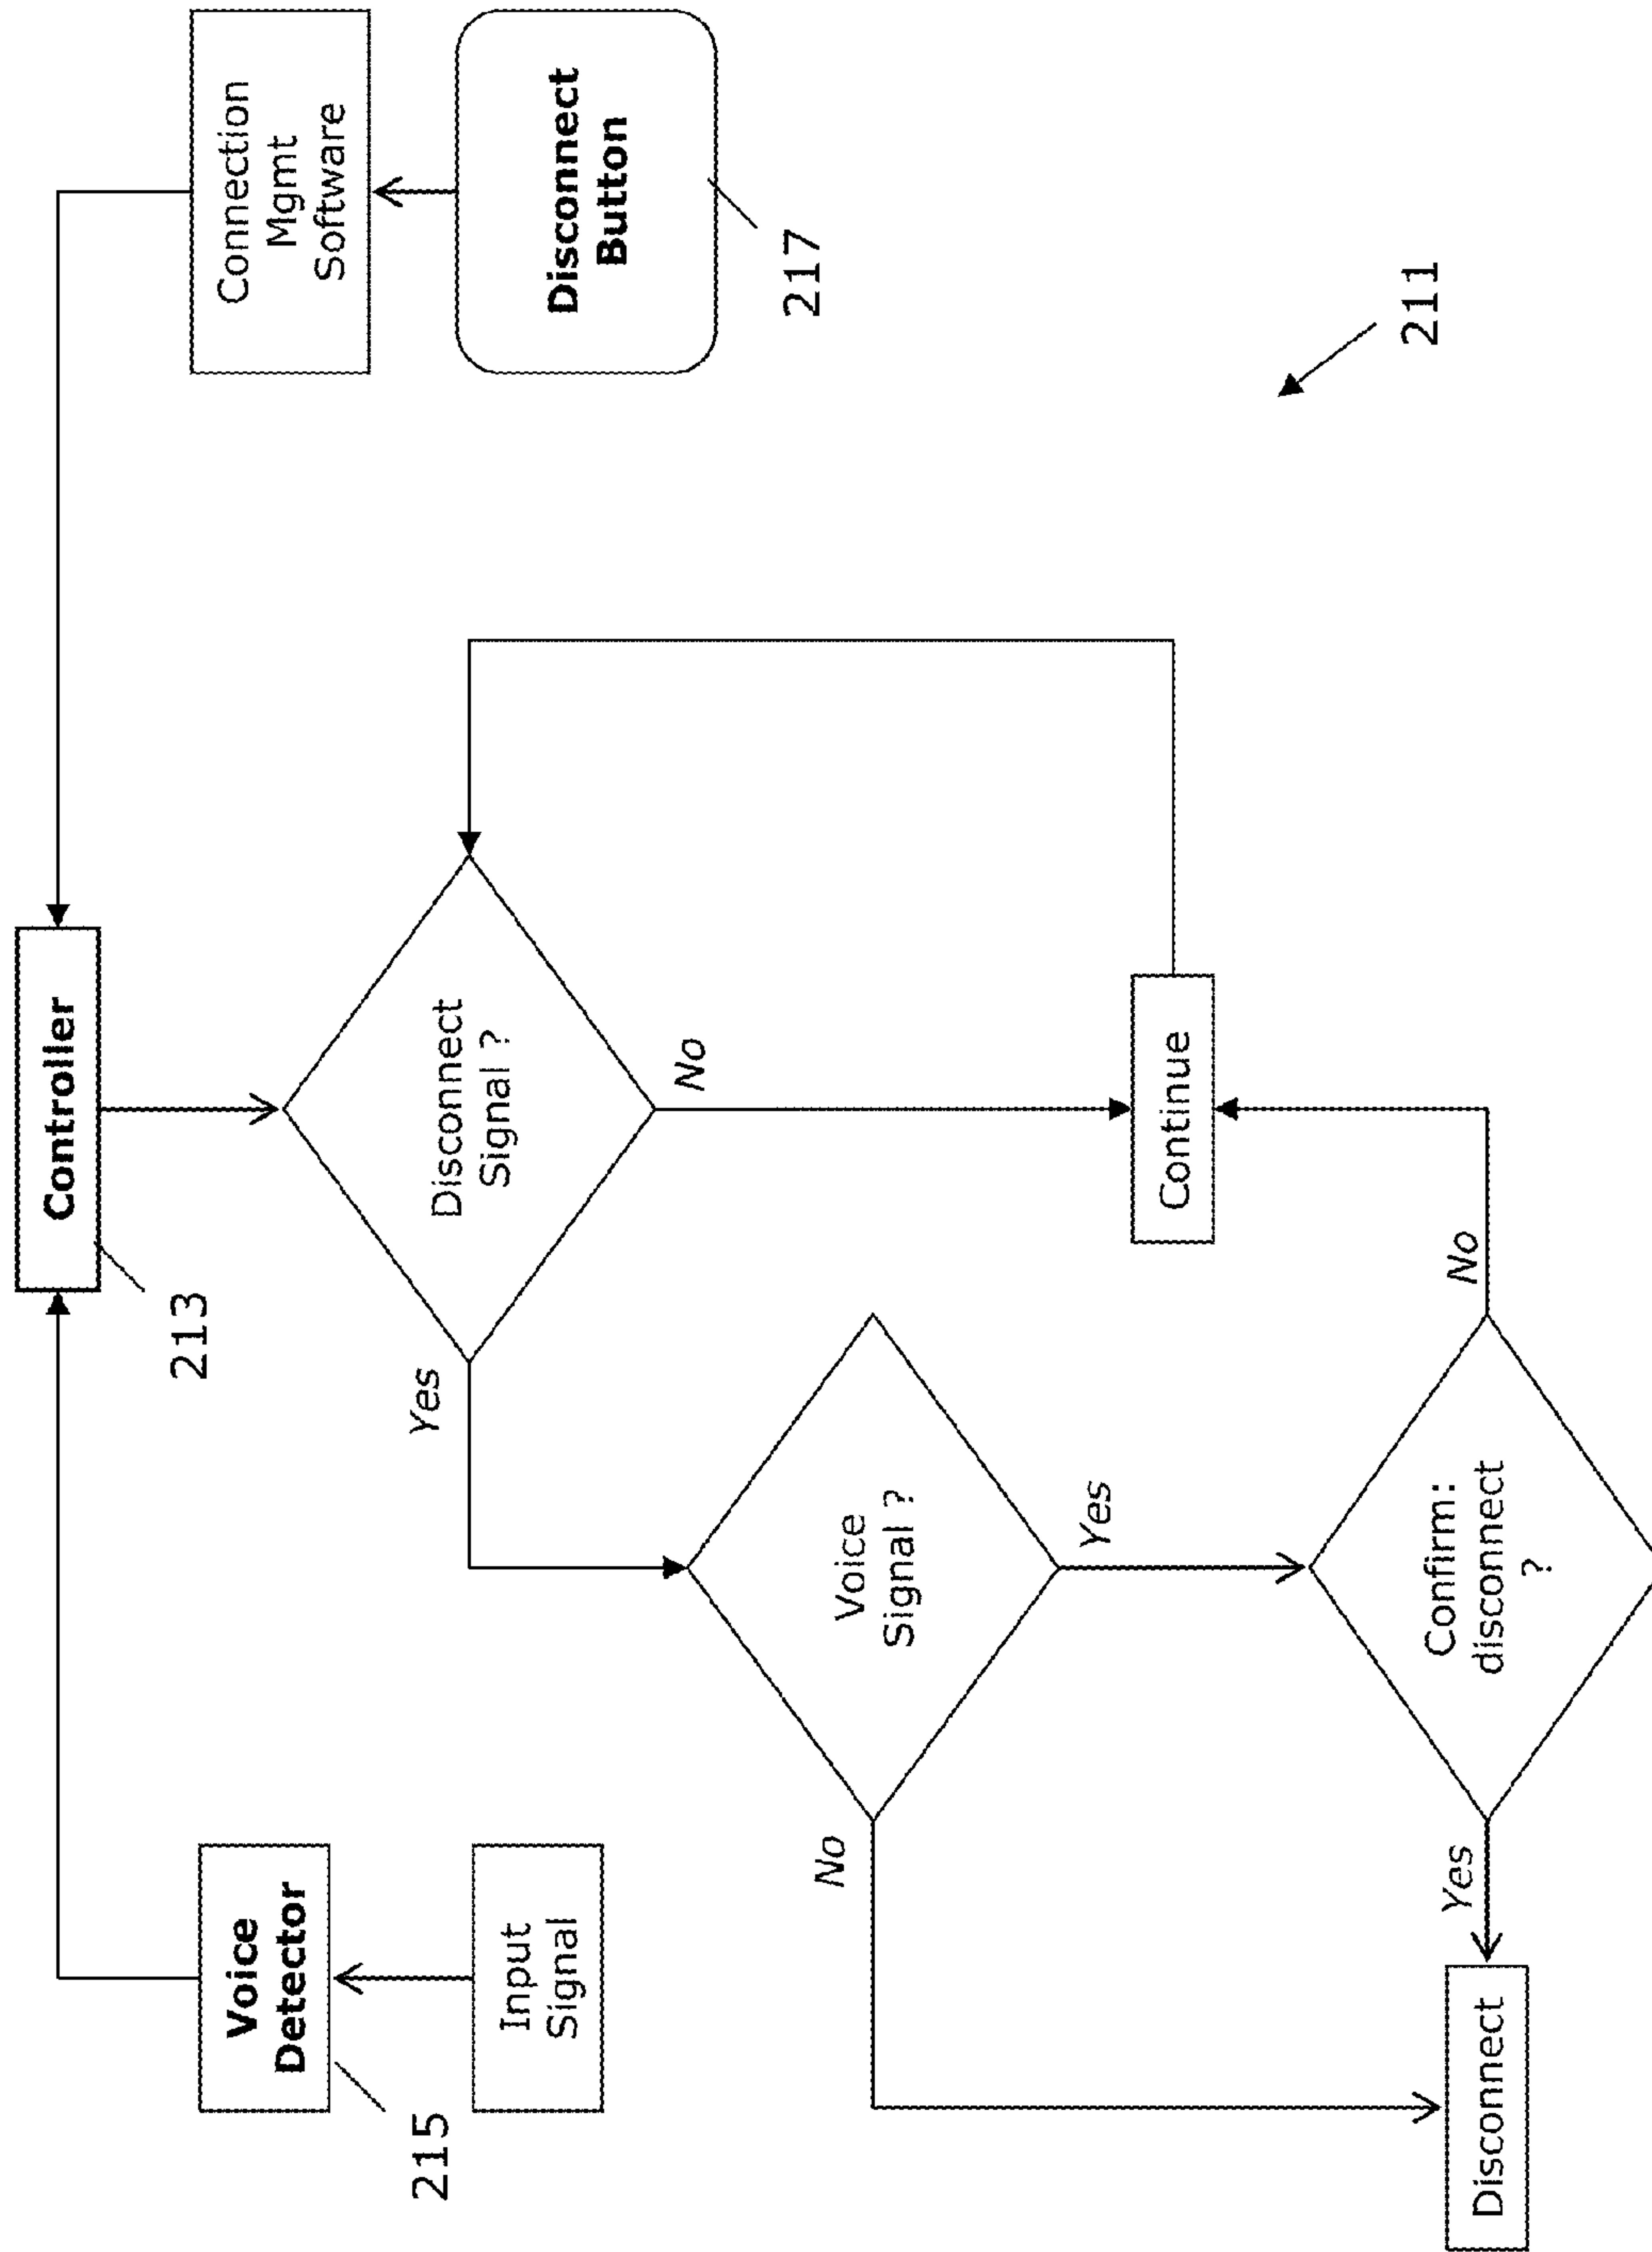 Controller
213
Voice
Detector
215
Input
Signal
Connection
Mgmt
Software
Disconnect
Button
217
Disconnect
Signal ?
Yes
No
Voice
Signal ?
No
Yes
Continue
211
Confirm:
disconnect
?
Yes
No
Disconnect